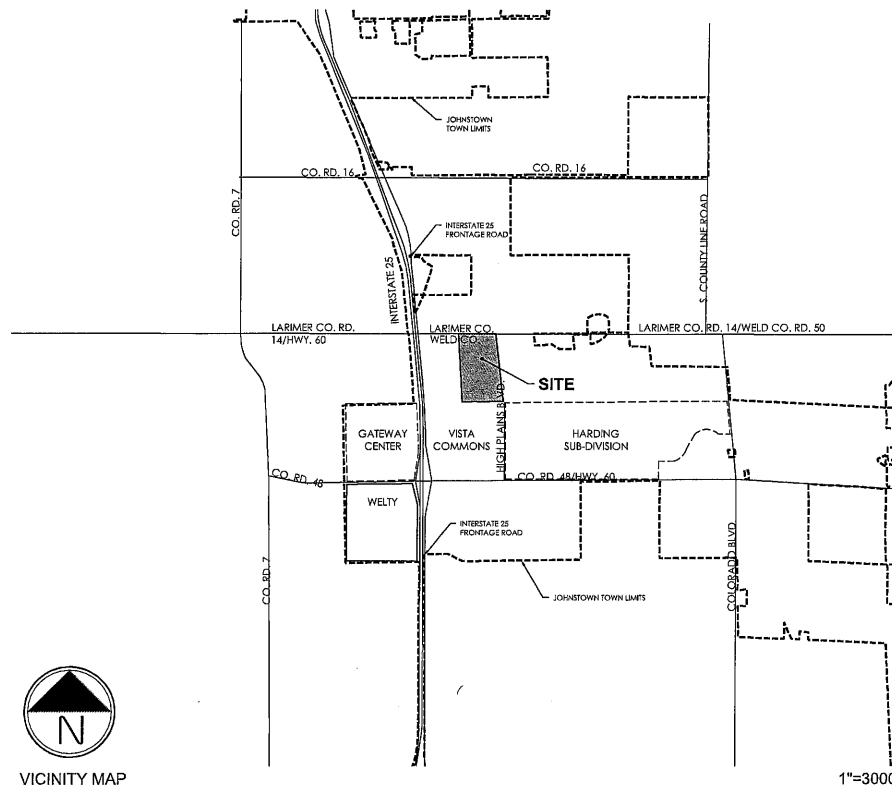 JOHNSTOWN
TOWN LIMITS
CO. RD. 16
CO. RD. 16
CO. RD. 7
S. COUNTY LINE ROAD
INTERSTATE 25
FRONTAGE ROAD
INTERSTATE 25
LARIMER CO. RD.
14/HWY. 60
LARIMER CO.
WELD CO.
LARIMER CO. RD. 14/WELD CO. RD. 50
SITE
HIGH PLAINS BLVD.
GATEWAY
CENTER
VISTA
COMMONS
HARDING
SUB-DIVISION
CO. RD. 48
CO. RD. 48/HWY. 60
WELTY
INTERSTATE 25
FRONTAGE ROAD
CO. RD. 7
COLORADO BLVD.
JOHNSTOWN TOWN LIMITS
N
VICINITY MAP
1"=3000